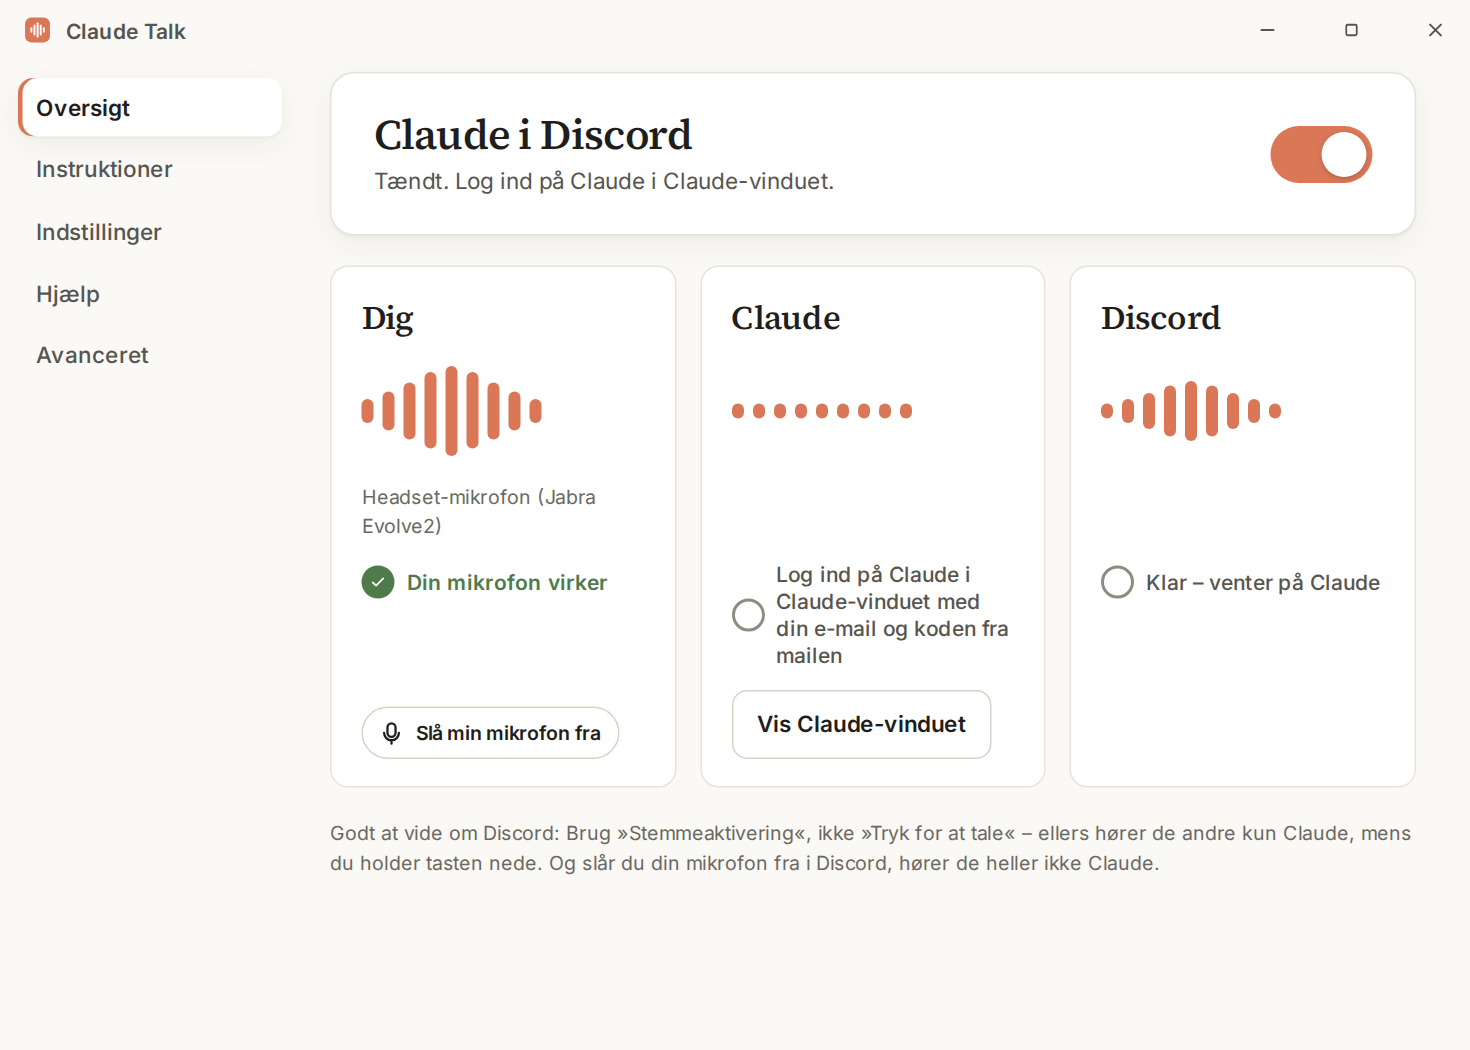 Claude Talk
Oversigt
Instruktioner
Indstillinger
Hjælp
Avanceret
Claude i Discord
Tændt. Log ind på Claude i Claude-vinduet.
Dig
Headset-mikrofon (Jabra
Evolve2)
Din mikrofon virker
Slå min mikrofon fra
Claude
Log ind på Claude i
Claude-vinduet med
din e-mail og koden fra
mailen
Vis Claude-vinduet
Discord
Klar – venter på Claude
Godt at vide om Discord: Brug »Stemmeaktivering«, ikke »Tryk for at tale« – ellers hører de andre kun Claude, mens
du holder tasten nede. Og slår du din mikrofon fra i Discord, hører de heller ikke Claude.